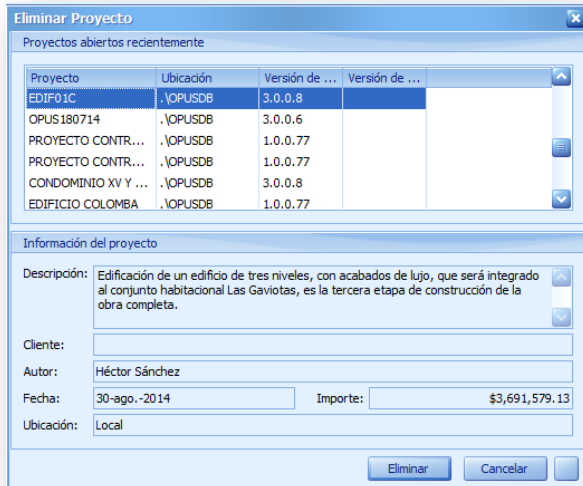 Eliminar Proyecto
Proyectos abiertos recientemente
Proyecto Ubicación Versión de ... Versión de ...
EDIF01C .\OPUSDB 3.0.0.8
OPUS180714 .\OPUSDB 3.0.0.6
PROYECTO CONTR... .\OPUSDB 1.0.0.77
PROYECTO CONTR... .\OPUSDB 1.0.0.77
CONDOMINIO XV Y ... .\OPUSDB 3.0.0.8
EDIFICIO COLOMBA .\OPUSDB 1.0.0.77
Información del proyecto
Descripción: Edificación de un edificio de tres niveles, con acabados de lujo, que será integrado
al conjunto habitacional Las Gaviotas, es la tercera etapa de construcción de la
obra completa.
Cliente:
Autor: Héctor Sánchez
Fecha: 30-ago.-2014 Importe: $3,691,579.13
Ubicación: Local
Eliminar Cancelar